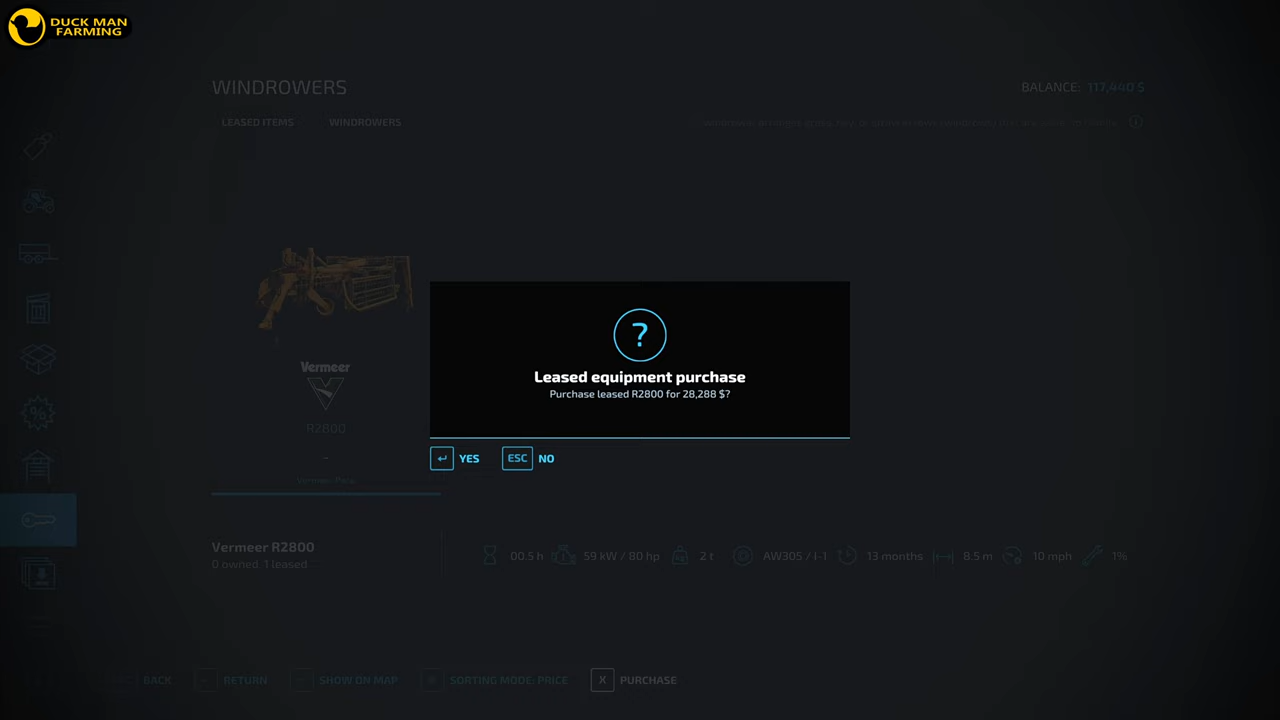 DUCK MAN
FARMING
WINDROWERS
BALANCE: 117,440 $
LEASED ITEMS
WINDROWERS
?
Leased equipment purchase
Purchase leased R2800 for 28,288 $?
YES
ESC NO
Vermeer
R2800
-
Vermeer R2800
0 owned 1 leased
00.5 h
59 kW / 80 hp
2 t
AW305 / I-1
13 months
8.5 m
10 mph
1%
BACK
RETURN
SHOW ON MAP
SORTING MODE: PRICE
X PURCHASE